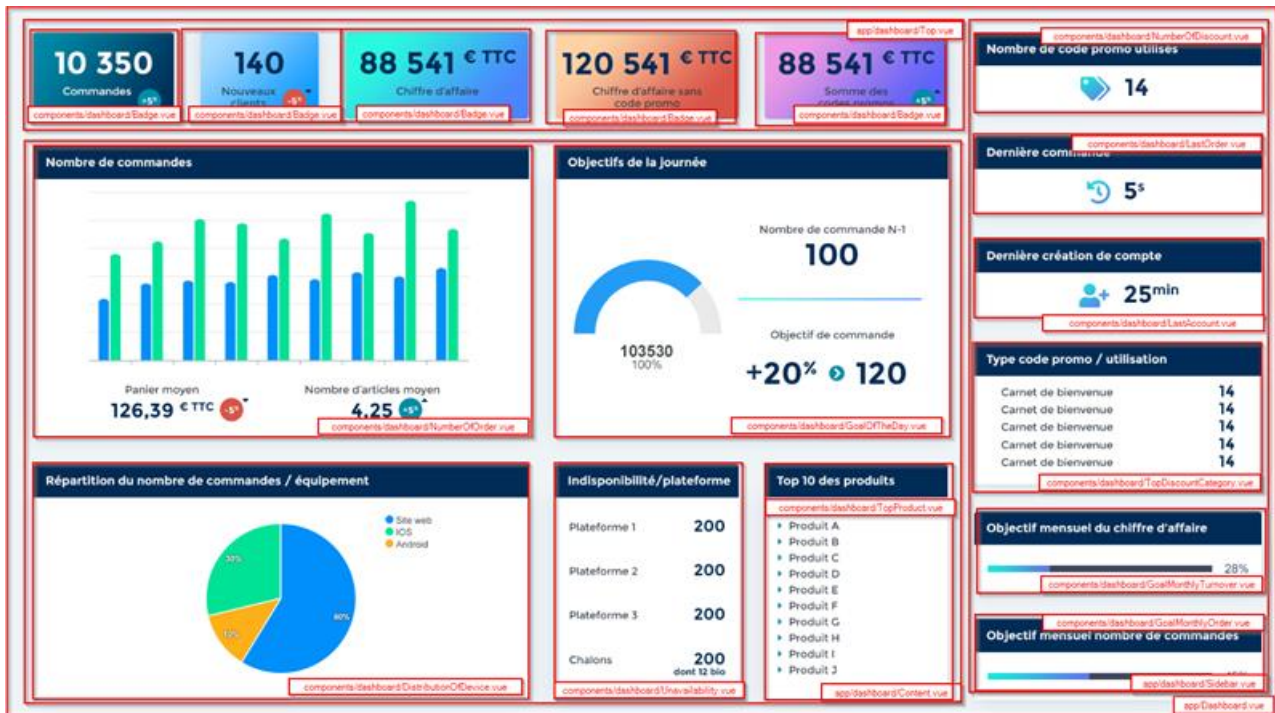 app/dashboard/Top.vue
10 350
Commandes
+5%
components/dashboard/Badge.vue
140
Nouveaux
clients
-5%
components/dashboard/Badge.vue
88 541 € TTC
Chiffre d'affaire
components/dashboard/Badge.vue
120 541 € TTC
Chiffre d'affaire sans
code promo
components/dashboard/Badge.vue
88 541 € TTC
Somme des
codes promos
+5%
components/dashboard/Badge.vue
Nombre de commandes
Panier moyen
126,39 € TTC
-5%
Nombre d'articles moyen
4,25
+5%
components/dashboard/NumberOfOrder.vue
Objectifs de la journée
103530
100%
Nombre de commande N-1
100
Objectif de commande
+20% 120
components/dashboard/GoalOfTheDay.vue
Répartition du nombre de commandes / équipement
Site web
IOS
Android
30%
10%
60%
components/dashboard/DistributionOfDevice.vue
Indisponibilité/plateforme
Plateforme 1 200
Plateforme 2 200
Plateforme 3 200
Chalons 200
dont 12 bio
components/dashboard/Unavailability.vue
Top 10 des produits
components/dashboard/TopProduct.vue
Produit A
Produit B
Produit C
Produit D
Produit E
Produit F
Produit G
Produit H
Produit I
Produit J
app/dashboard/Content.vue
components/dashboard/NumberOfDiscount.vue
Nombre de code promo utilisés
14
components/dashboard/LastOrder.vue
Dernière commande
5s
Dernière création de compte
25min
components/dashboard/LastAccount.vue
Type code promo / utilisation
Carnet de bienvenue 14
Carnet de bienvenue 14
Carnet de bienvenue 14
Carnet de bienvenue 14
Carnet de bienvenue 14
components/dashboard/TopDiscountCategory.vue
Objectif mensuel du chiffre d'affaire
28%
components/dashboard/GoalMonthlyTurnover.vue
components/dashboard/GoalMonthlyOrder.vue
Objectif mensuel nombre de commandes
app/dashboard/Sidebar.vue
app/Dashboard.vue